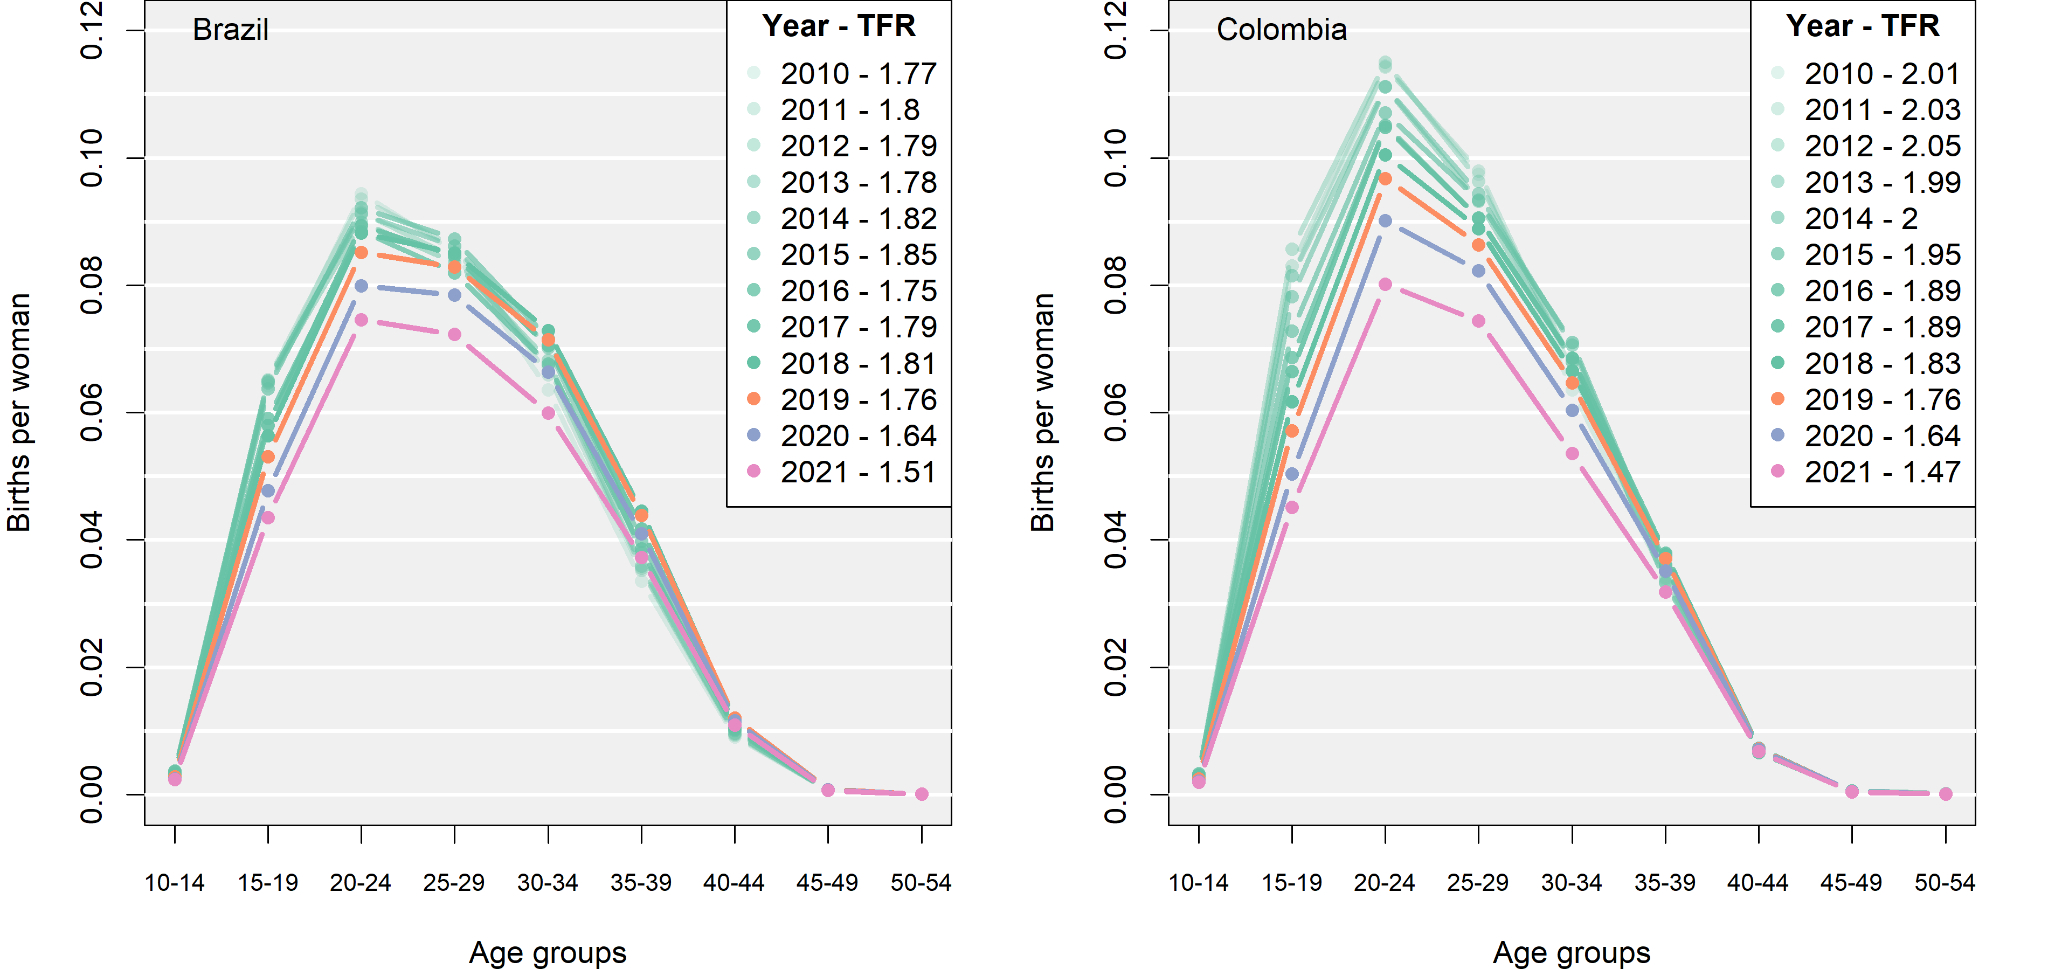 Brazil
Year - TFR
2010 - 1.77
2011 - 1.8
2012 - 1.79
2013 - 1.78
2014 - 1.82
2015 - 1.85
2016 - 1.75
2017 - 1.79
2018 - 1.81
2019 - 1.76
2020 - 1.64
2021 - 1.51
Births per woman
0.12
0.10
0.08
0.06
0.04
0.02
0.00
10-14 15-19 20-24 25-29 30-34 35-39 40-44 45-49 50-54
Age groups
Colombia
Year - TFR
2010 - 2.01
2011 - 2.03
2012 - 2.05
2013 - 1.99
2014 - 2
2015 - 1.95
2016 - 1.89
2017 - 1.89
2018 - 1.83
2019 - 1.76
2020 - 1.64
2021 - 1.47
Births per woman
0.12
0.10
0.08
0.06
0.04
0.02
0.00
10-14 15-19 20-24 25-29 30-34 35-39 40-44 45-49 50-54
Age groups